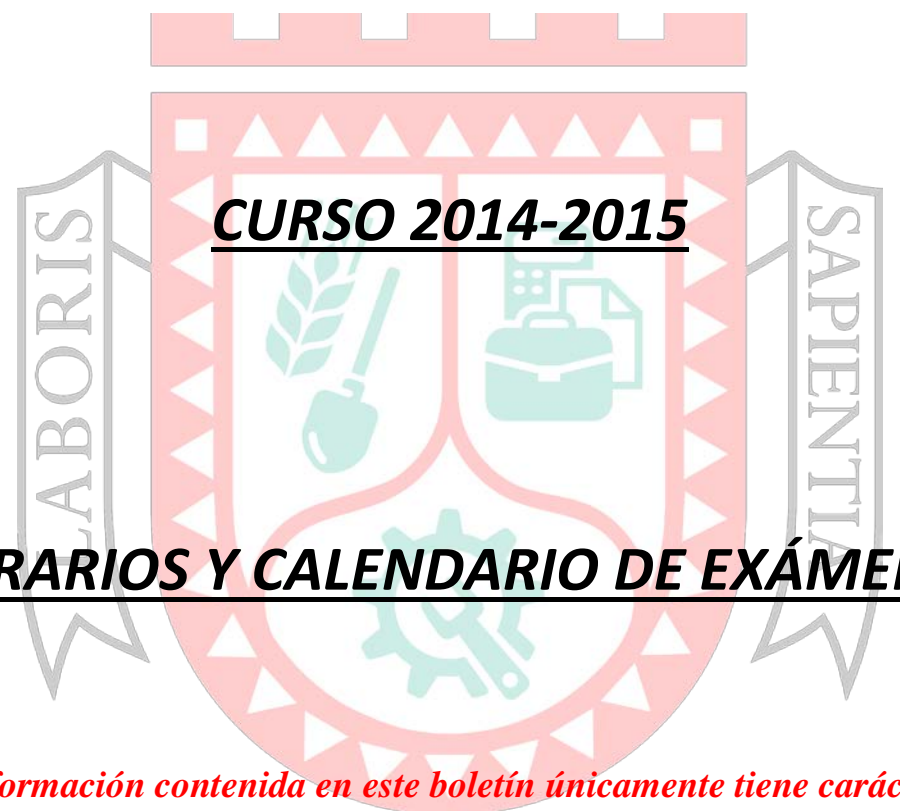 CURSO 2014-2015
LABORIS
SAPIENTIA
RARIOS Y CALENDARIO DE EXÁME
formación contenida en este boletín únicamente tiene carác